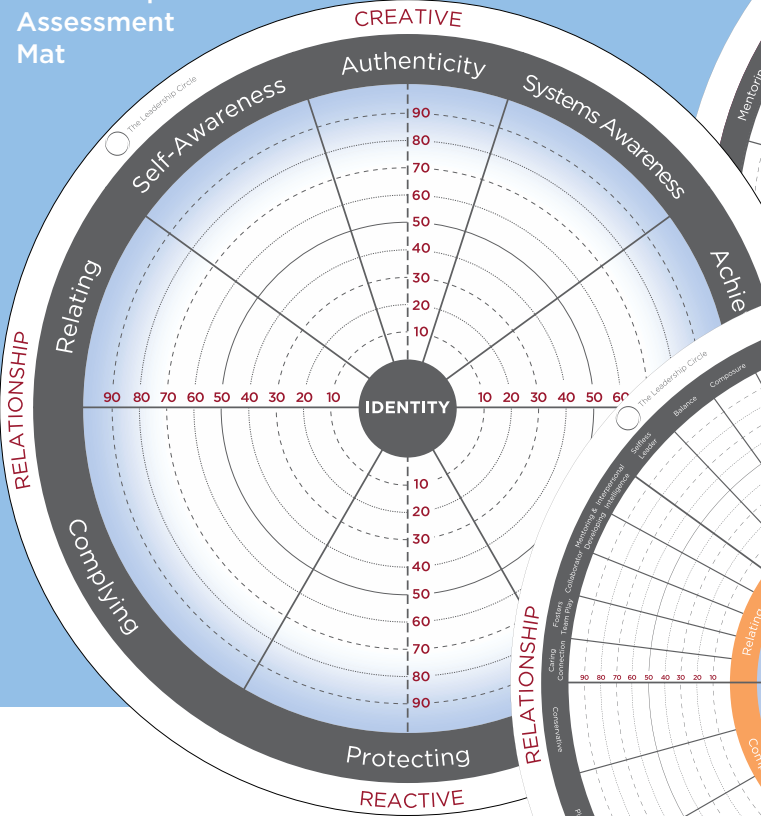 Assessment
Mat
CREATIVE
The Leadership Circle
Authenticity
Self-Awareness
Systems Awareness
Mentoring
Relating
Achie
RELATIONSHIP
90
80
70
60
50
40
30
20
10
90 80 70 60 50 40 30 20 10
IDENTITY
10 20 30 40 50 60
10
20
30
40
50
60
70
80
90
Complying
Protecting
REACTIVE
The Leadership Circle
Composure
Balance
Selfless
Leader
Interpersonal
Intelligence
Mentoring &
Developing
Collaborator
Fosters
Team Play
Caring
Connection
RELATIONSHIP
90 80 70 60 50 40 30 20 10
Relating
Conservative
Com